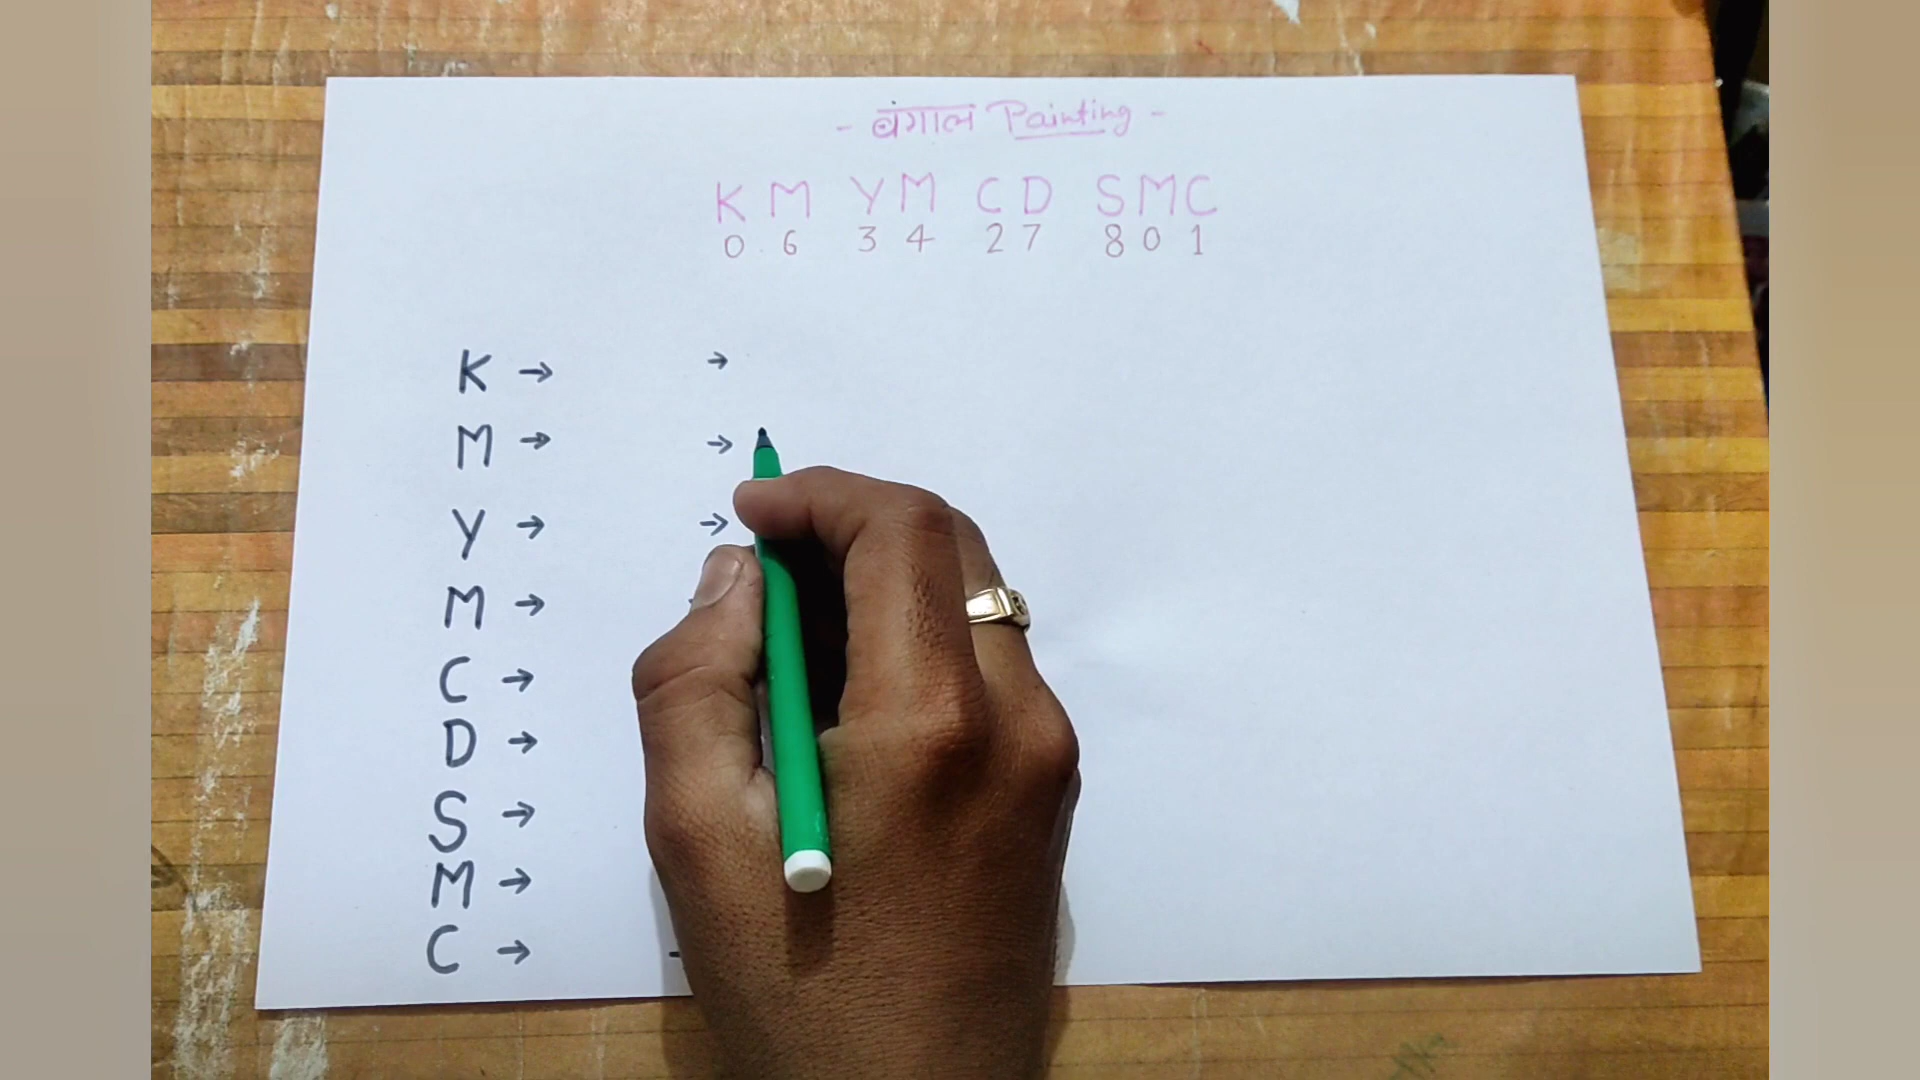 - बंगाल Painting -
K M Y M C D S M C
0 6 3 4 2 7 8 0 1
K → →
M → →
Y → →
M →
C →
D →
S →
M →
C →